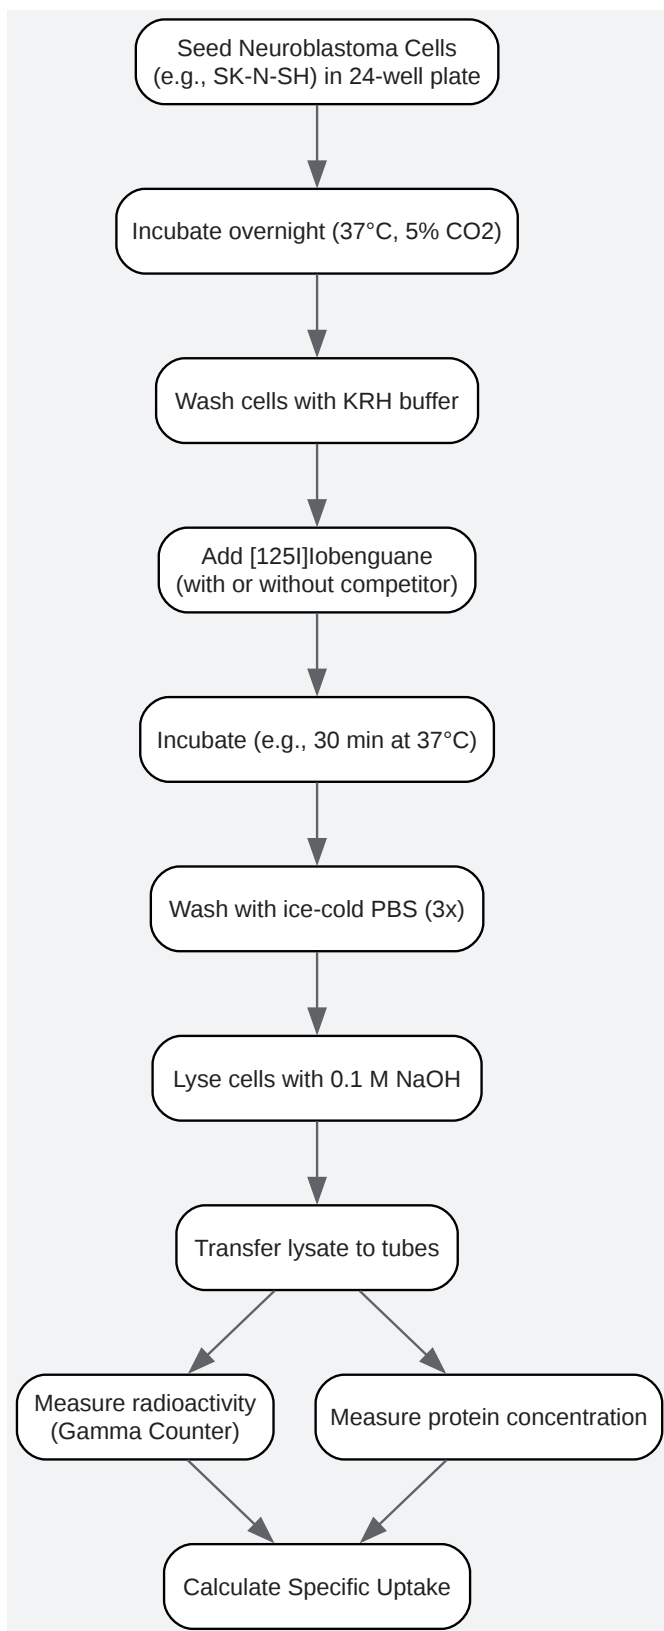 Seed Neuroblastoma Cells
(e.g., SK-N-SH) in 24-well plate
Incubate overnight (37°C, 5% CO2)
Wash cells with KRH buffer
Add [125I]Iobenguane
(with or without competitor)
Incubate (e.g., 30 min at 37°C)
Wash with ice-cold PBS (3x)
Lyse cells with 0.1 M NaOH
Transfer lysate to tubes
Measure radioactivity
(Gamma Counter)
Measure protein concentration
Calculate Specific Uptake